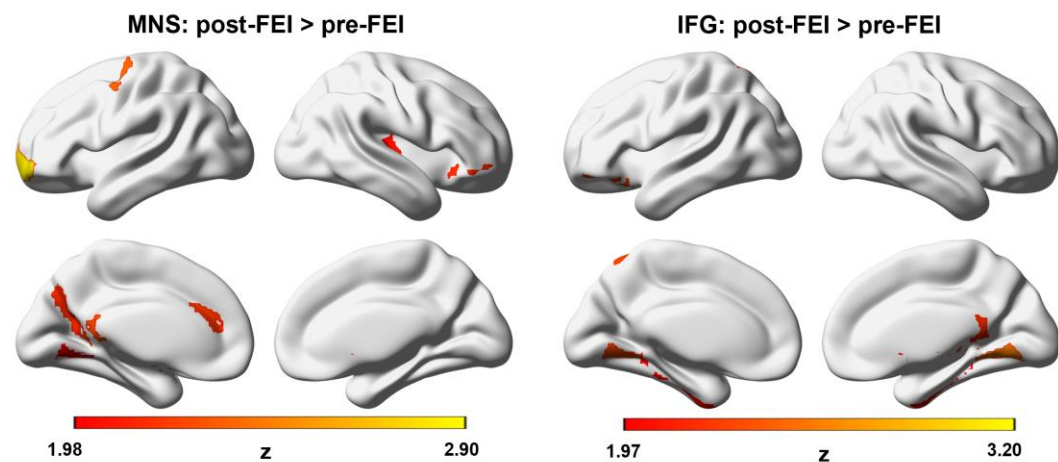 MNS: post-FEI > pre-FEI
IFG: post-FEI > pre-FEI
1.98
z
2.90
1.97
z
3.20